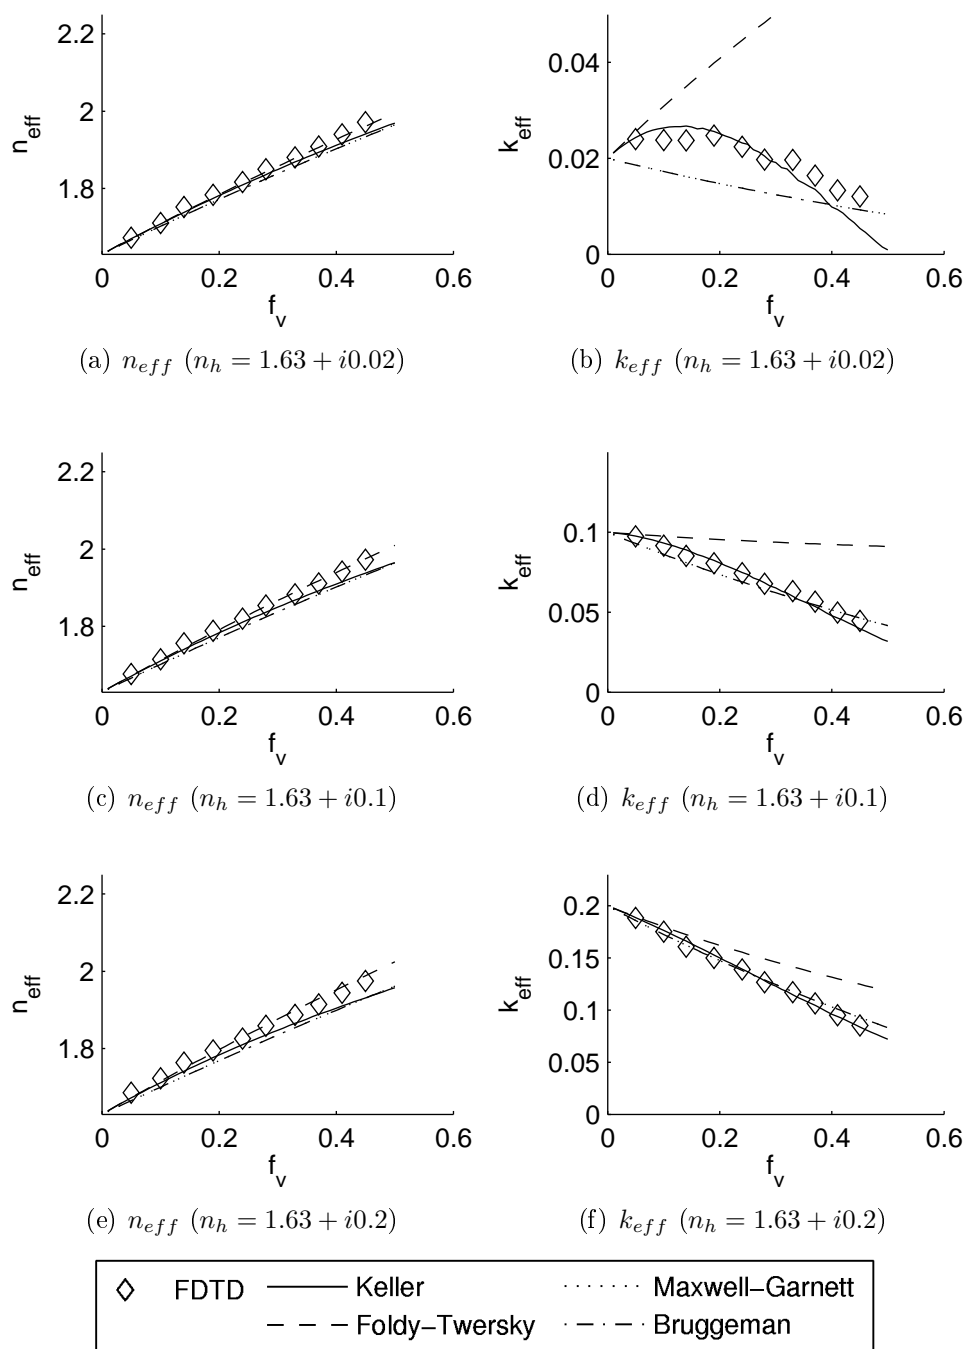 2.2
2
1.8
n_eff
0 0.2 0.4 0.6
f_v
(a) n_eff (n_h = 1.63 + i0.02)
0.04
0.02
0
k_eff
0 0.2 0.4 0.6
f_v
(b) k_eff (n_h = 1.63 + i0.02)
2.2
2
1.8
n_eff
0 0.2 0.4 0.6
f_v
(c) n_eff (n_h = 1.63 + i0.1)
0.1
0.05
0
k_eff
0 0.2 0.4 0.6
f_v
(d) k_eff (n_h = 1.63 + i0.1)
2.2
2
1.8
n_eff
0 0.2 0.4 0.6
f_v
(e) n_eff (n_h = 1.63 + i0.2)
0.2
0.15
0.1
0.05
0
k_eff
0 0.2 0.4 0.6
f_v
(f) k_eff (n_h = 1.63 + i0.2)
FDTD
Keller
Maxwell-Garnett
Foldy-Twersky
Bruggeman